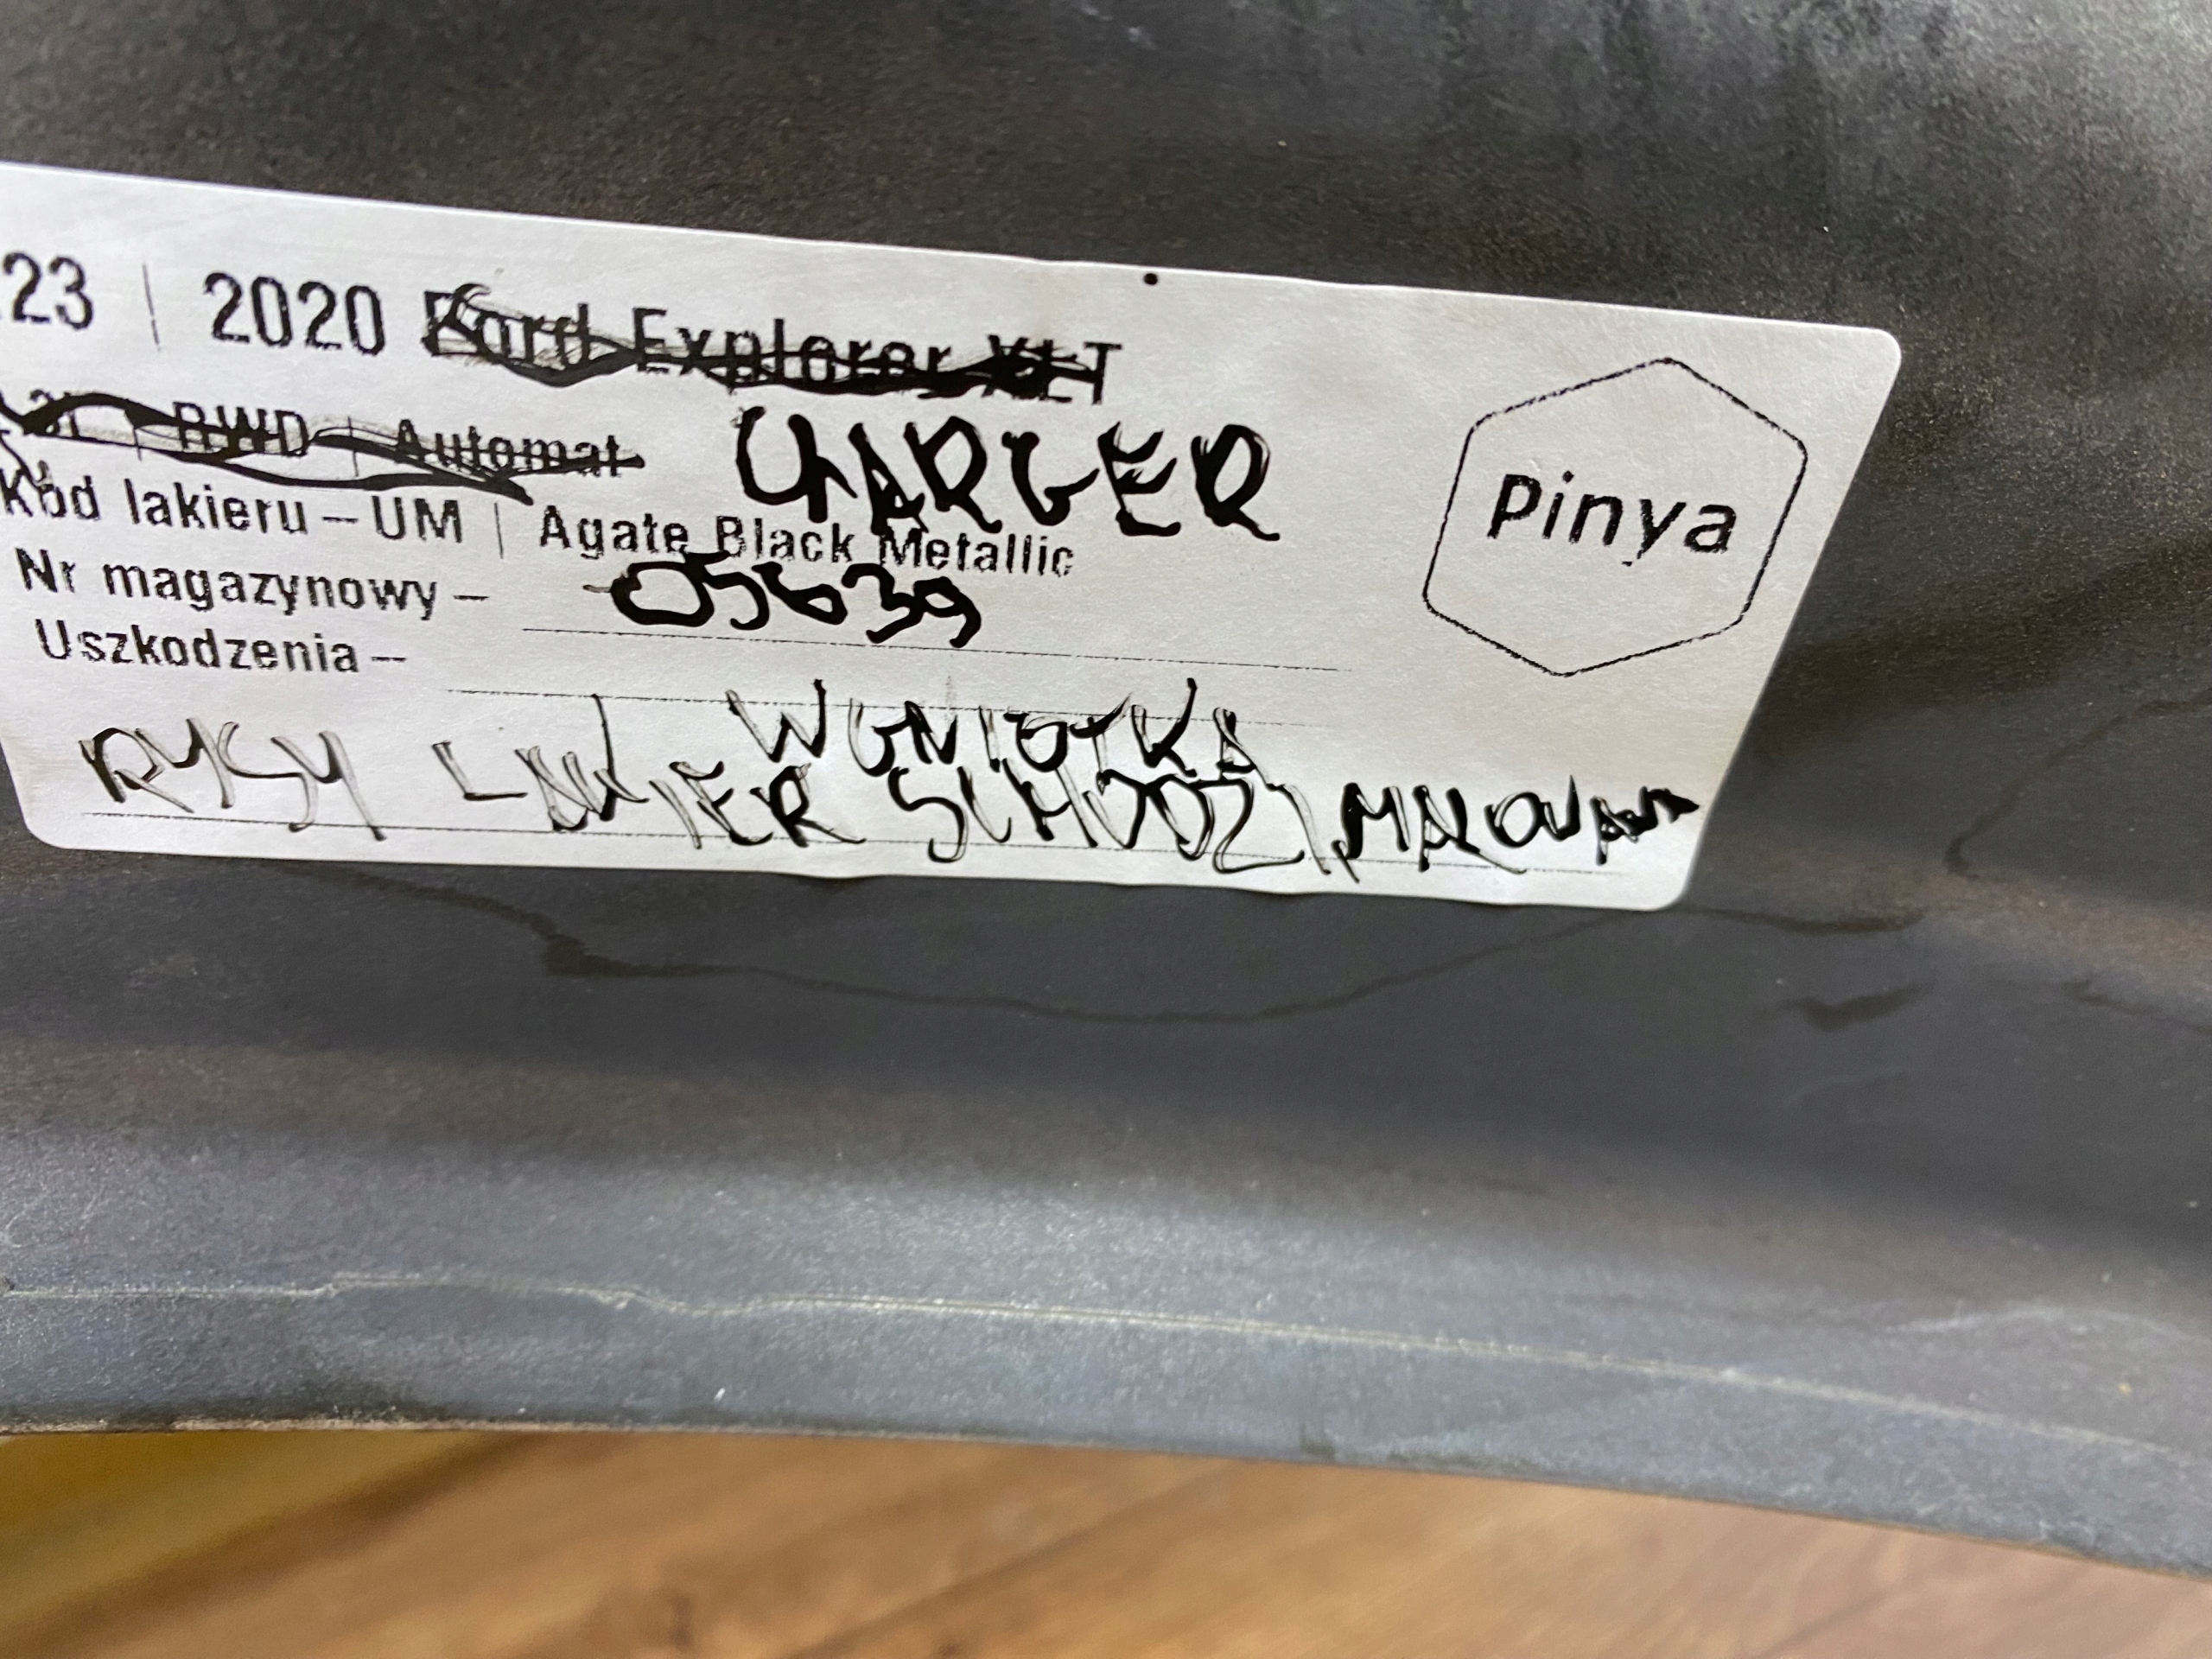 23 | 2020 Ford Explorer XLT
RWD | Automat
CHARGER
Kod lakieru – UM | Agate Black Metallic
Nr magazynowy – 05639
Uszkodzenia –
WGNIOTKA
RYSY LAKIER SCHODZI, MALOWANY
Pinya